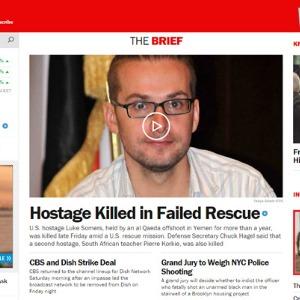 scribe
THE BRIEF
Hostage Killed in Failed Rescue
U.S. hostage Luke Somers, held by an al Qaeda offshoot in Yemen for more than a year,
was killed late Friday amid a U.S. rescue mission. Defense Secretary Chuck Hagel said that
a second hostage, South African teacher Pierre Korkie, was also killed
CBS and Dish Strike Deal
CBS returned to the channel lineup for Dish Network
Saturday morning after an impasse led the
broadcast network to be removed from Dish on
Friday
Grand Jury to Weigh NYC Police
Shooting
A grand jury will decide whether to indict the officer
who fatally shot an unarmed black man in the
stairwell of a Brooklyn housing project